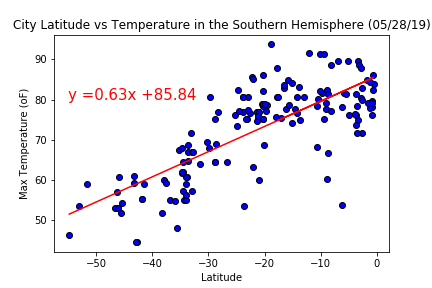 City Latitude vs Temperature in the Southern Hemisphere (05/28/19)
y =0.63x +85.84
Max Temperature (oF)
90
80
70
60
50
−50
−40
−30
−20
−10
0
Latitude